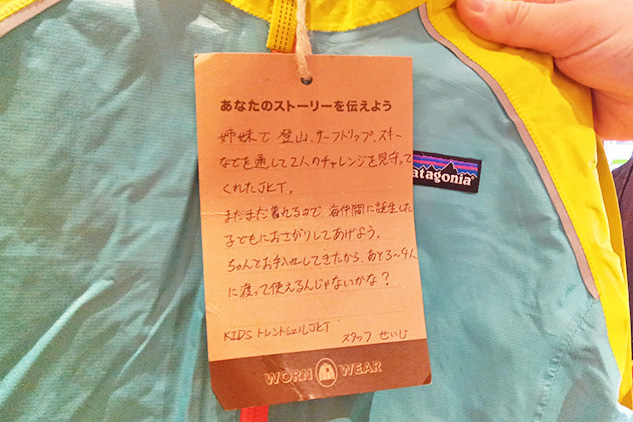 あなたのストーリーを伝えよう
姉妹で登山、サーフトリップ、スキー
などを通して2人のチャレンジを見守って
くれたJKT。
まだまだ着れるので、毎仲間に誕生した
子どもにおさがりしてあげよう。
ちゃんとお手入してきたから、あと3〜4人
に渡って使えるんじゃないかな？
KIDS トレントシェルJKT
スタッフ せいじ
WORN WEAR
patagonia